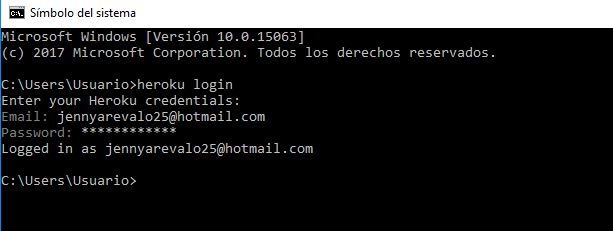 Símbolo del sistema
Microsoft Windows [Versión 10.0.15063]
(c) 2017 Microsoft Corporation. Todos los derechos reservados.
C:\Users\Usuario>heroku login
Enter your Heroku credentials:
Email: jennyarevalo25@hotmail.com
Password: ************
Logged in as jennyarevalo25@hotmail.com
C:\Users\Usuario>